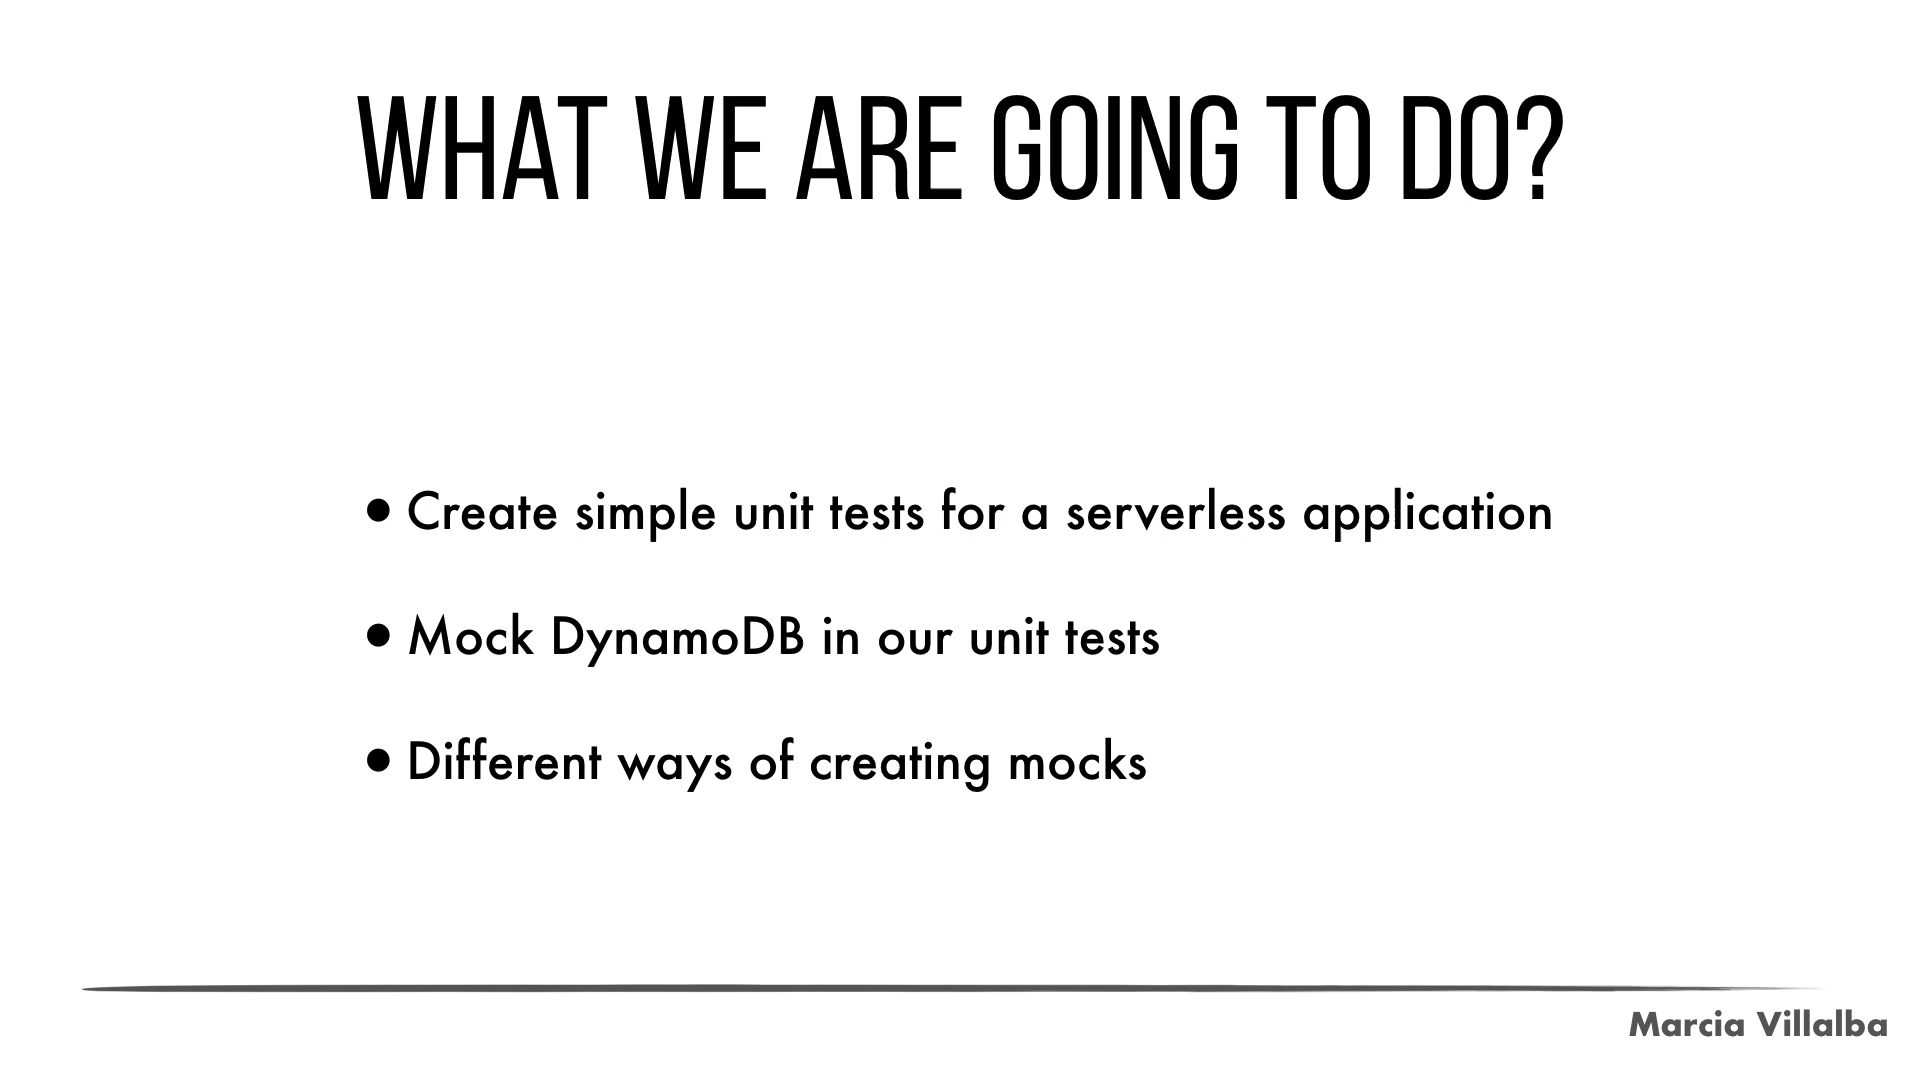 WHAT WE ARE GOING TO DO?
• Create simple unit tests for a serverless application
• Mock DynamoDB in our unit tests
• Different ways of creating mocks
Marcia Villalba